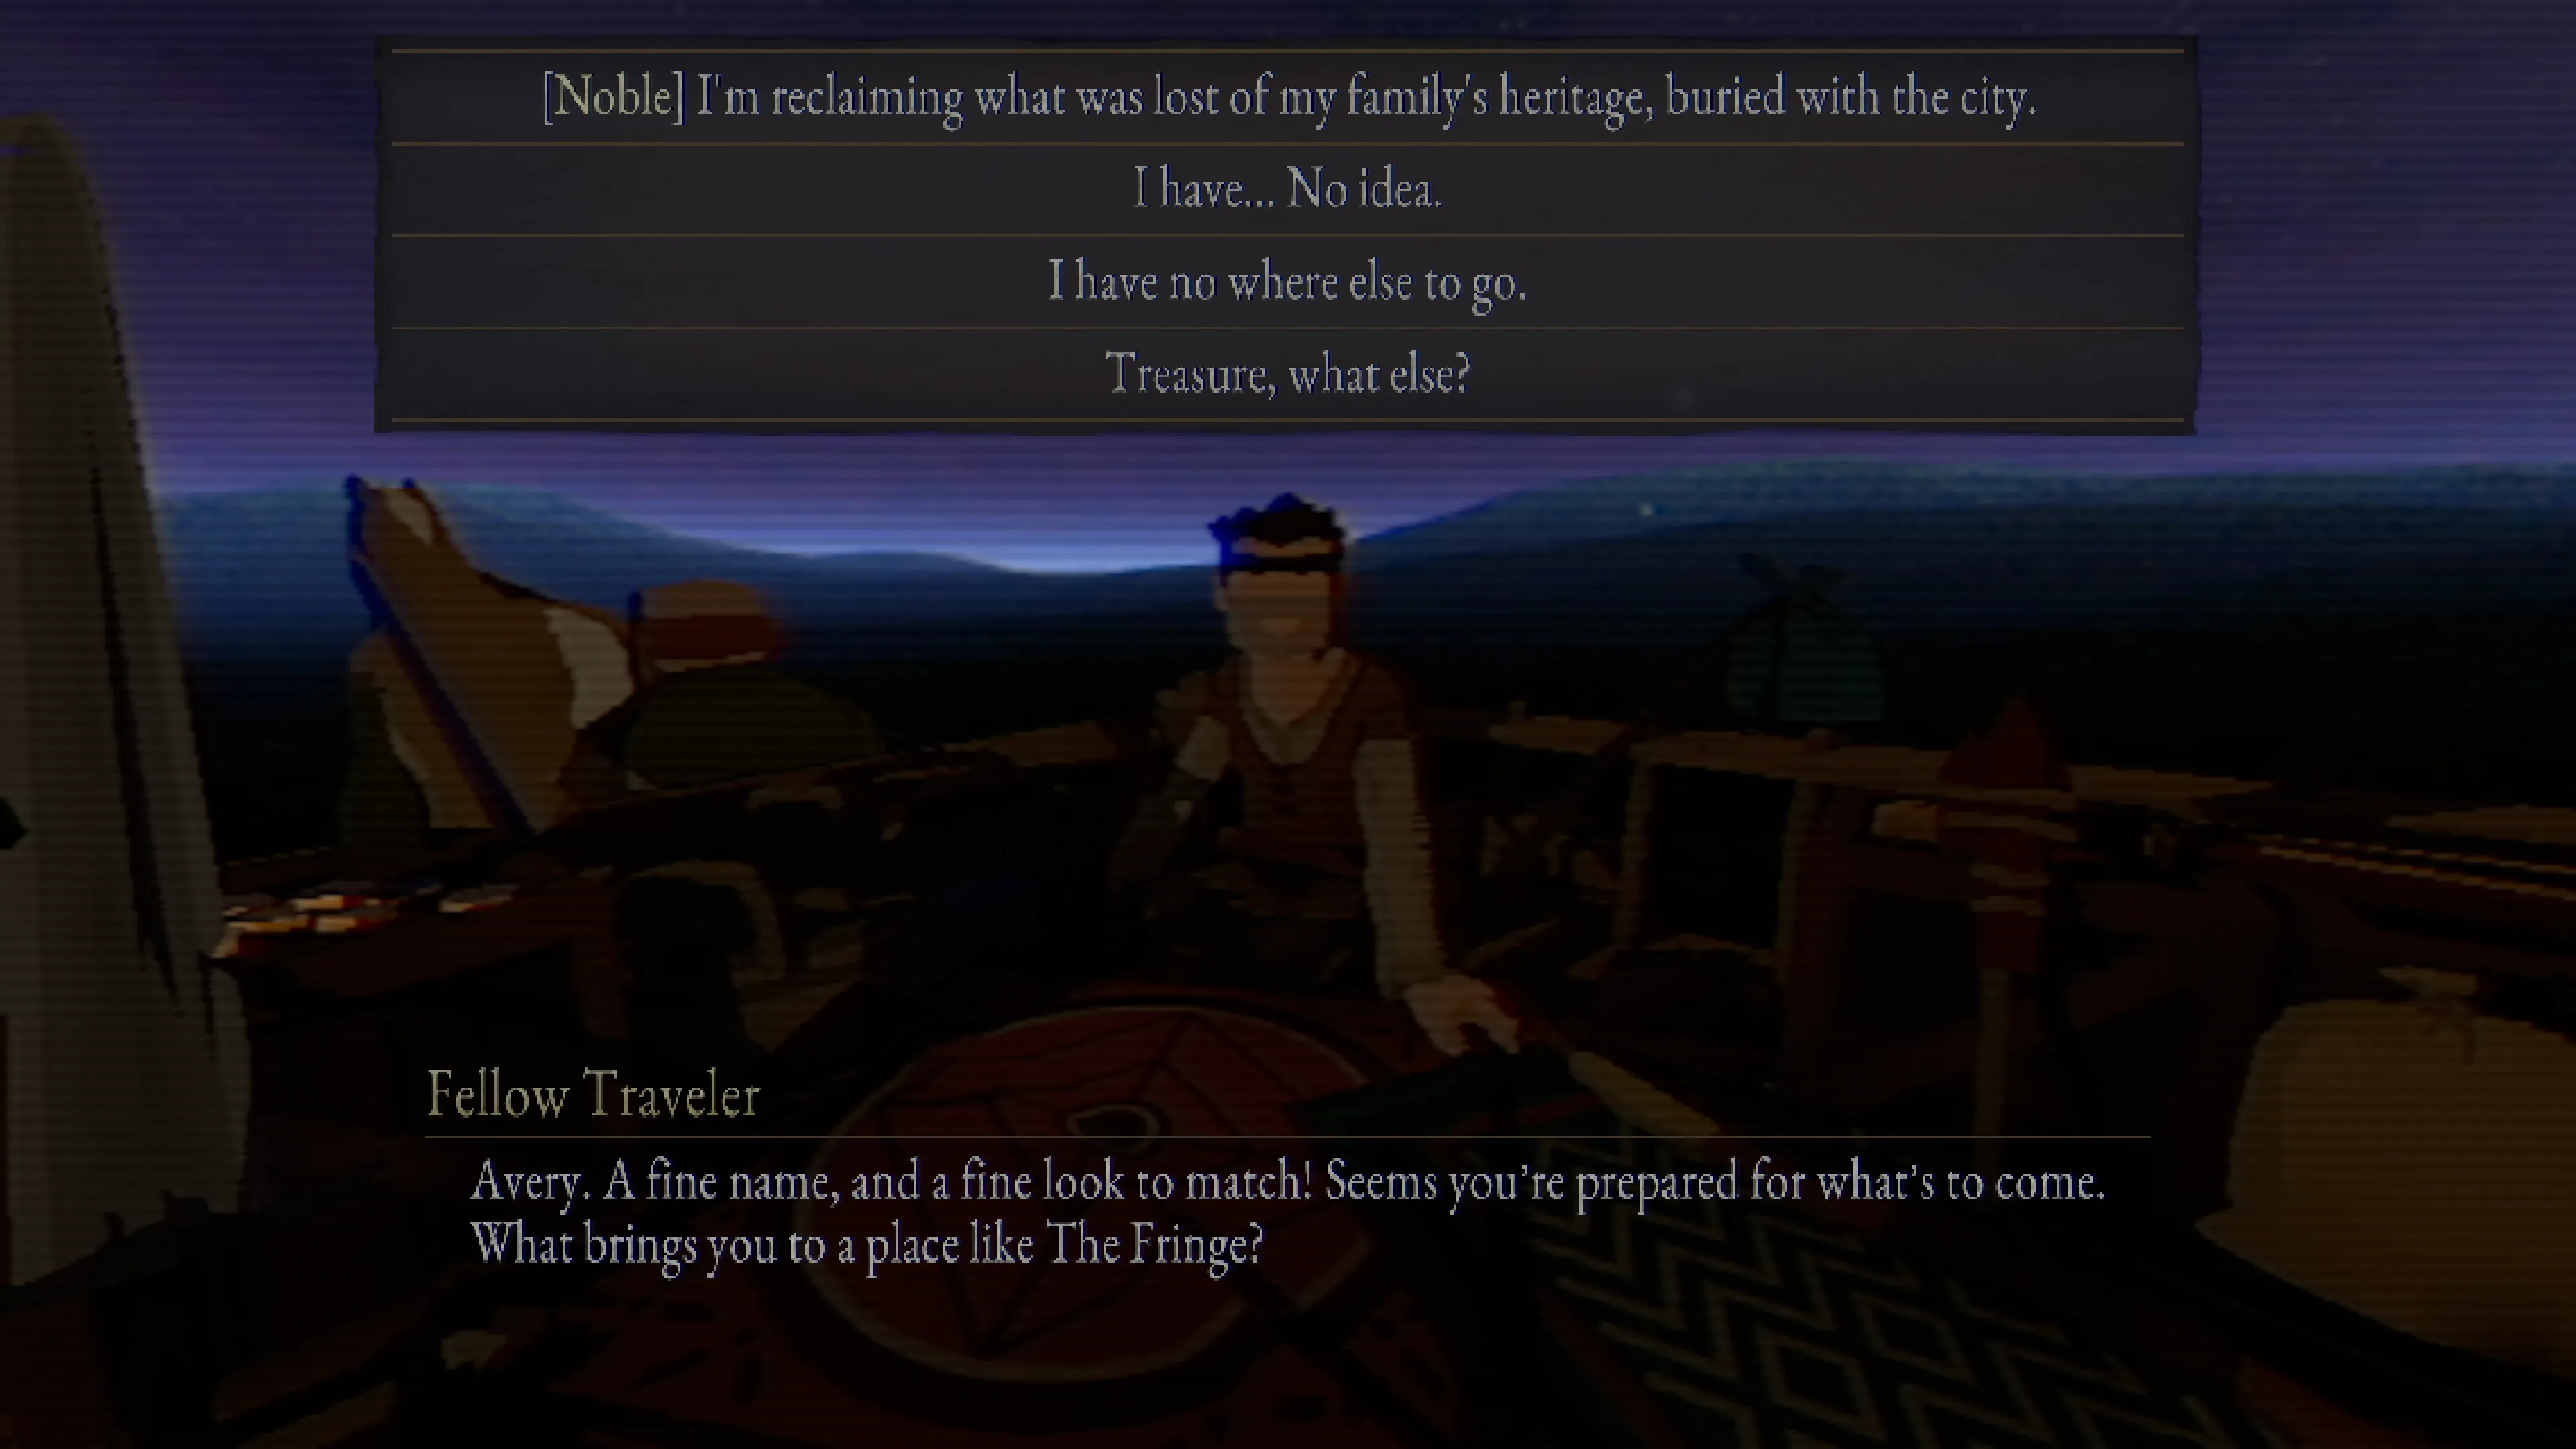 [Noble] I'm reclaiming what was lost of my family's heritage, buried with the city.
I have... No idea.
I have no where else to go.
Treasure, what else?
Fellow Traveler
Avery. A fine name, and a fine look to match! Seems you're prepared for what's to come.
What brings you to a place like The Fringe?